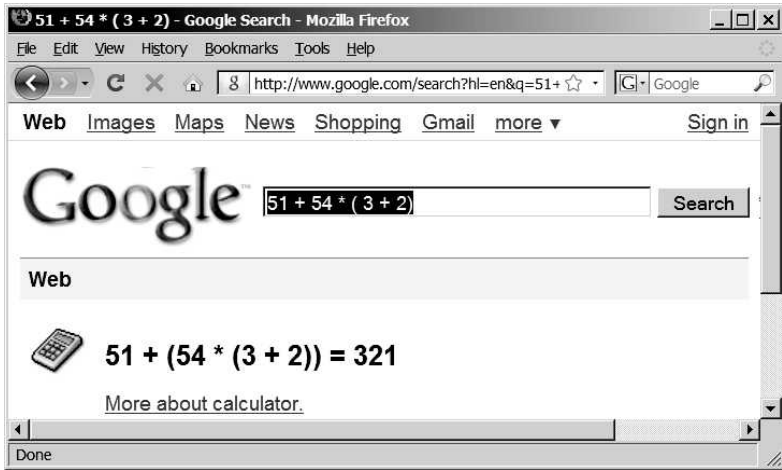 51 + 54 * ( 3 + 2) - Google Search - Mozilla Firefox
File Edit View History Bookmarks Tools Help
http://www.google.com/search?hl=en&q=51+ G Google
Web Images Maps News Shopping Gmail more ▼ Sign in
Google™ 51 + 54 * ( 3 + 2) Search
Web
51 + (54 * (3 + 2)) = 321
More about calculator.
Done